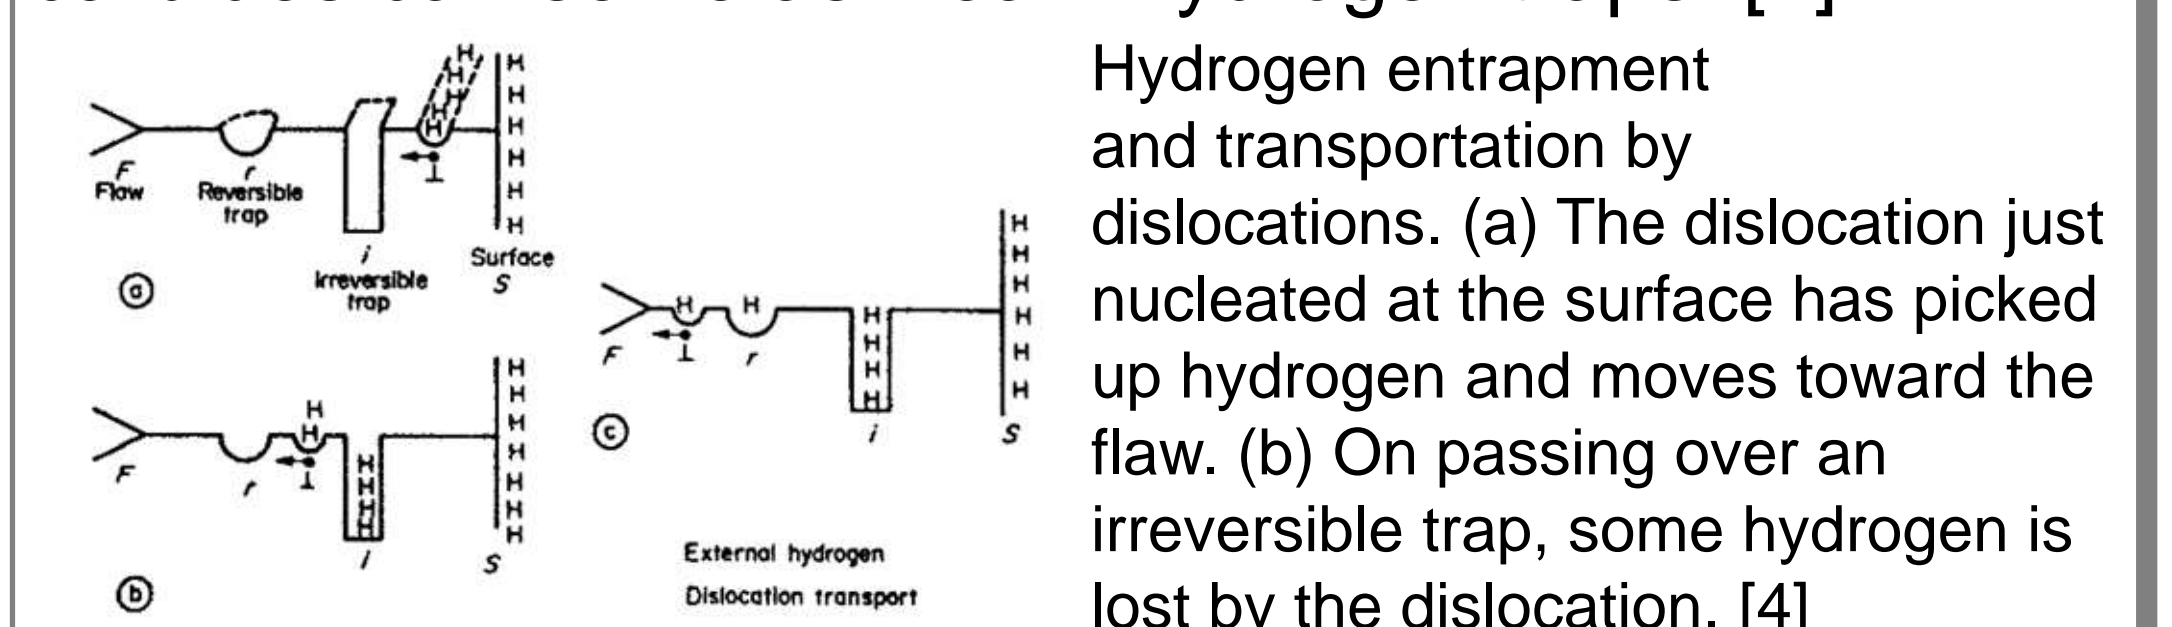 Hydrogen entrapment
and transportation by
dislocations. (a) The dislocation just
nucleated at the surface has picked
up hydrogen and moves toward the
flaw. (b) On passing over an
irreversible trap, some hydrogen is
lost by the dislocation. [4]
H
H
H
H
H
H
H
H
H
H
H
F
Flaw
r
Reversible
trap
i
Irreversible
trap
Surface
S
a
H
H
H
H
H
H
H
H
H
H
H
H
H
F
r
i
S
b
H
H
H
H
H
H
H
H
H
H
H
H
F
r
i
S
c
External hydrogen
Dislocation transport